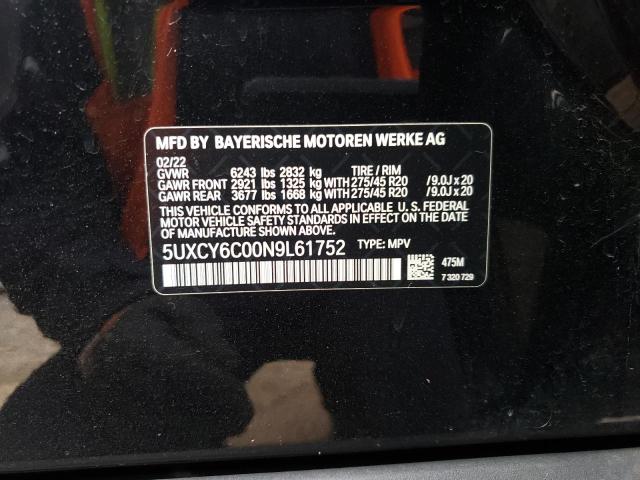 MFD BY BAYERISCHE MOTOREN WERKE AG
02/22
GVWR 6243 lbs 2832 kg TIRE / RIM
GAWR FRONT 2921 lbs 1325 kg WITH 275/45 R20 / 9.0J x 20
GAWR REAR 3677 lbs 1668 kg WITH 275/45 R20 / 9.0J x 20
THIS VEHICLE CONFORMS TO ALL APPLICABLE U. S. FEDERAL
MOTOR VEHICLE SAFETY STANDARDS IN EFFECT ON THE DATE OF
MANUFACTURE SHOWN ABOVE.
5UXCY6C00N9L61752 TYPE: MPV
475M
7 320 729